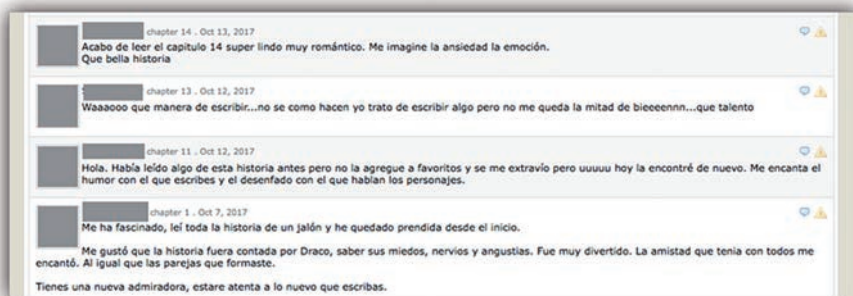 chapter 14 . Oct 13, 2017
Acabo de leer el capitulo 14 super lindo muy romántico. Me imagine la ansiedad la emoción.
Que bella historia
chapter 13 . Oct 12, 2017
Waaaooo que manera de escribir...no se como hacen yo trato de escribir algo pero no me queda la mitad de bieeeennn...que talento
chapter 11 . Oct 12, 2017
Hola. Había leído algo de esta historia antes pero no la agregue a favoritos y se me extravío pero uuuuu hoy la encontré de nuevo. Me encanta el
humor con el que escribes y el desenfado con el que hablan los personajes.
chapter 1 . Oct 7, 2017
Me ha fascinado, leí toda la historia de un jalón y he quedado prendida desde el inicio.
Me gustó que la historia fuera contada por Draco, saber sus miedos, nervios y angustias. Fue muy divertido. La amistad que tenia con todos me
encantó. Al igual que las parejas que formaste.
Tienes una nueva admiradora, estare atenta a lo nuevo que escribas.